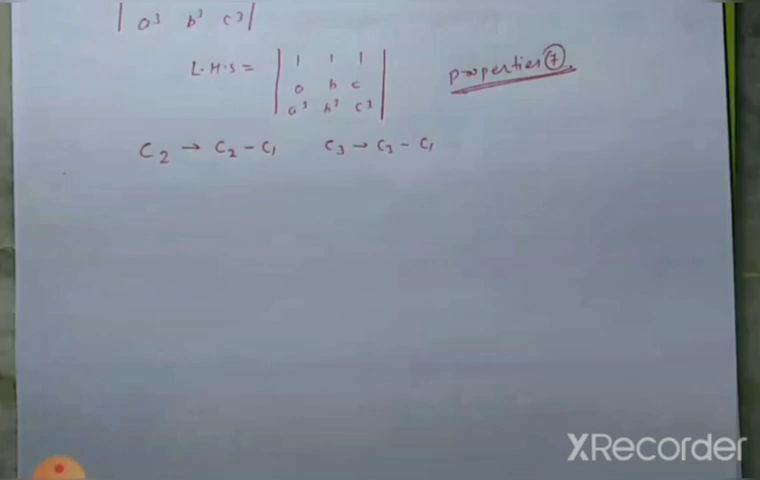 | a³ b³ c³ |
L.H.S = | 1 1 1 |
| a b c |
| a³ b³ c³ |
properties ⑦.
C₂ → C₂ - C₁ C₃ → C₃ - C₁
XRecorder